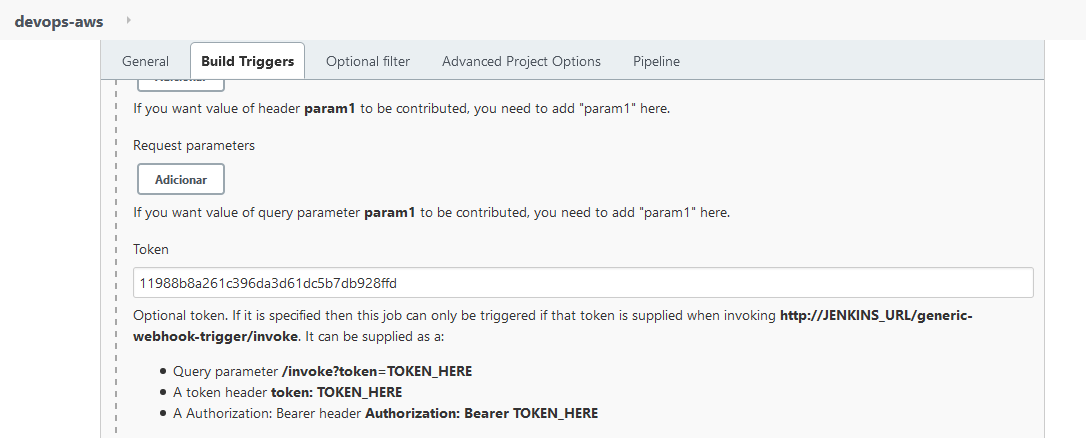 devops-aws
General Build Triggers Optional filter Advanced Project Options Pipeline
If you want value of header param1 to be contributed, you need to add "param1" here.
Request parameters
Adicionar
If you want value of query parameter param1 to be contributed, you need to add "param1" here.
Token
11988b8a261c396da3d61dc5b7db928ffd
Optional token. If it is specified then this job can only be triggered if that token is supplied when invoking http://JENKINS_URL/generic-
webhook-trigger/invoke. It can be supplied as a:
Query parameter /invoke?token=TOKEN_HERE
A token header token: TOKEN_HERE
A Authorization: Bearer header Authorization: Bearer TOKEN_HERE